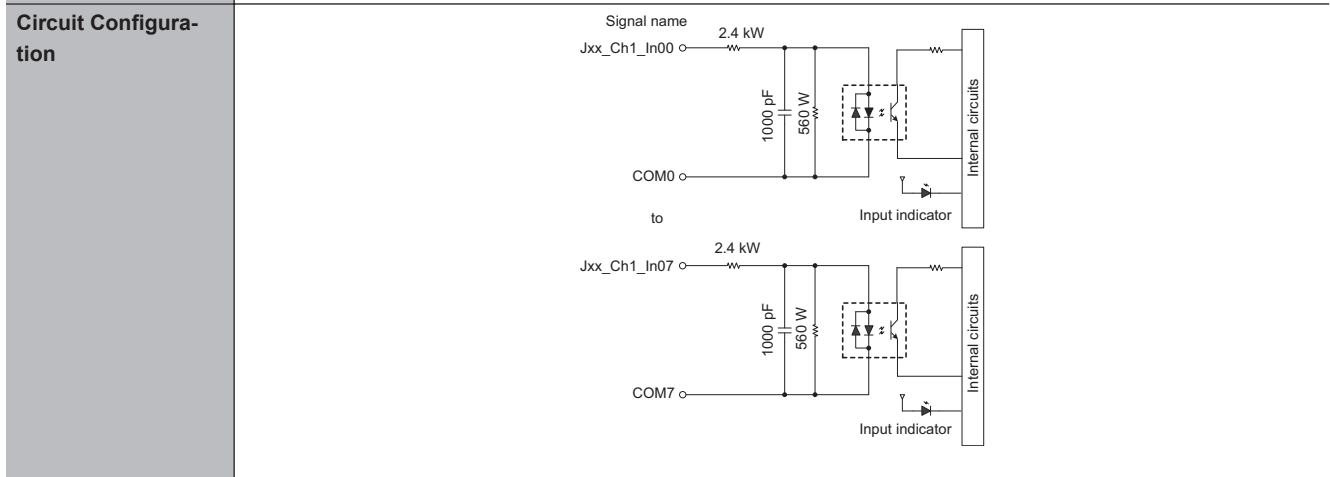 Circuit Configura-
tion
Signal name
2.4 kW
Jxx_Ch1_In00
1000 pF
560 W
Internal circuits
COM0
Input indicator
to
2.4 kW
Jxx_Ch1_In07
1000 pF
560 W
Internal circuits
COM7
Input indicator